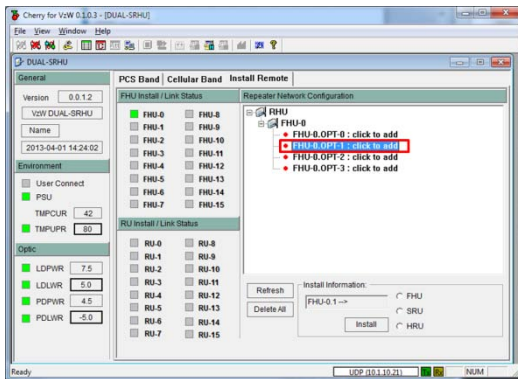 Cherry for VzW 0.1.0.3 - [DUAL-SRHU]
File View Window Help
DUAL-SRHU
General
Version 0.0.1.2
VzW DUAL-SRHU
Name
2013-04-01 14:24:02
Environment
User Connect
PSU
TMPCUR 42
TMPUPR 80
Optic
LDPWR 7.5
LDLWR 5.0
PDPWR 4.5
PDLWR -5.0
PCS Band Cellular Band Install Remote
FHU Install / Link Status
FHU-0 FHU-8
FHU-1 FHU-9
FHU-2 FHU-10
FHU-3 FHU-11
FHU-4 FHU-12
FHU-5 FHU-13
FHU-6 FHU-14
FHU-7 FHU-15
RU Install / Link Status
RU-0 RU-8
RU-1 RU-9
RU-2 RU-10
RU-3 RU-11
RU-4 RU-12
RU-5 RU-13
RU-6 RU-14
RU-7 RU-15
Repeater Network Configuration
RHU
FHU-0
FHU-0.OPT-0 : click to add
FHU-0.OPT-1 : click to add
FHU-0.OPT-2 : click to add
FHU-0.OPT-3 : click to add
Refresh
Delete All
Install Information:
FHU-0.1 -->
FHU
SRU
HRU
Install
Ready
UDP (10.1.10.21)
Tx Rx
NUM